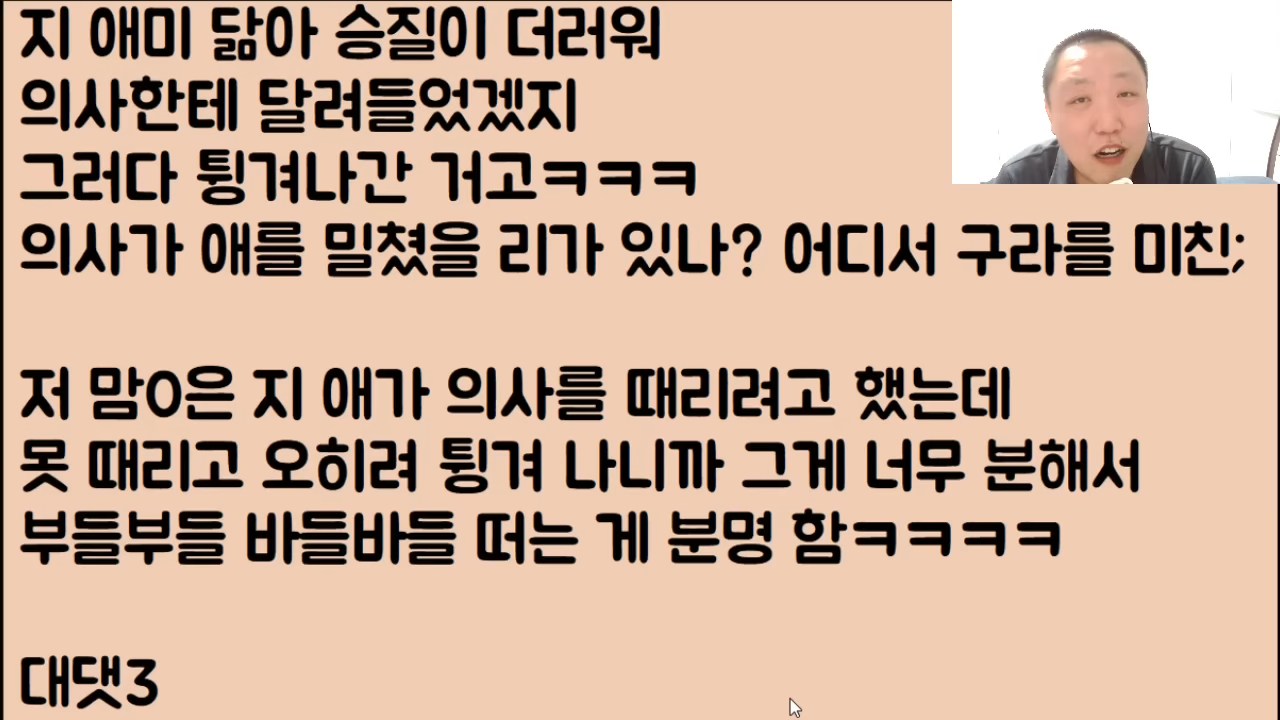 지 애미 닮아 승질이 더러워
의사한테 달려들었겠지
그러다 튕겨나간 거고ㅋㅋㅋ
의사가 애를 밀쳤을 리가 있나? 어디서 구라를 미친;
저 맘0은 지 애가 의사를 때리려고 했는데
못 때리고 오히려 튕겨 나니까 그게 너무 분해서
부들부들 바들바들 떠는 게 분명 함ㅋㅋㅋㅋ
대댓3